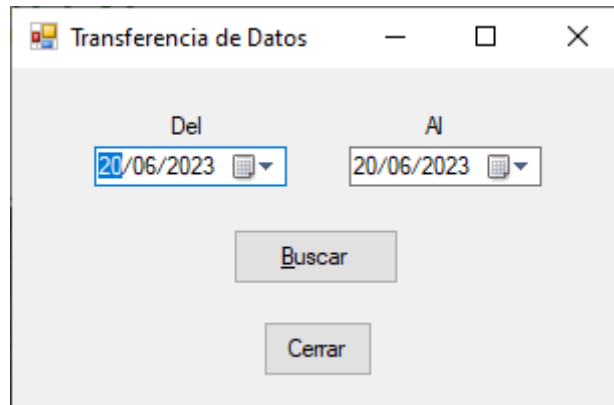 Transferencia de Datos
Del Al
20/06/2023 20/06/2023
Buscar
Cerrar